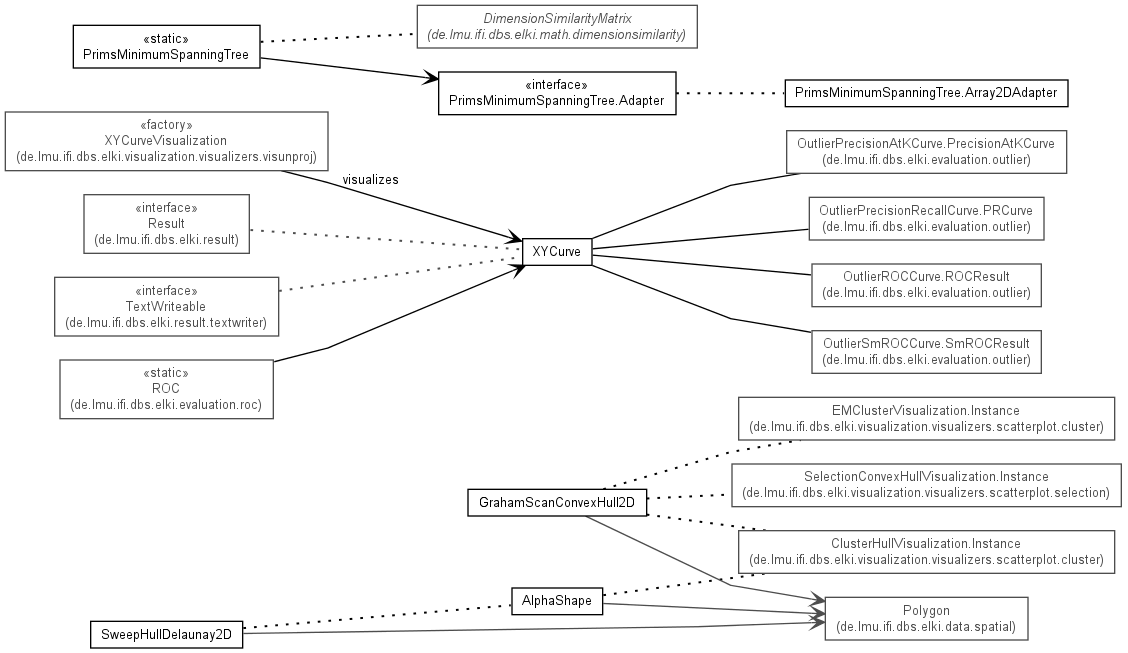 «static»
PrimsMinimumSpanningTree
DimensionSimilarityMatrix
(de.lmu.ifi.dbs.elki.math.dimensionsimilarity)
«interface»
PrimsMinimumSpanningTree.Adapter
PrimsMinimumSpanningTree.Array2DAdapter
«factory»
XYCurveVisualization
(de.lmu.ifi.dbs.elki.visualization.visualizers.visunproj)
visualizes
«interface»
Result
(de.lmu.ifi.dbs.elki.result)
«interface»
TextWriteable
(de.lmu.ifi.dbs.elki.result.textwriter)
«static»
ROC
(de.lmu.ifi.dbs.elki.evaluation.roc)
XYCurve
OutlierPrecisionAtKCurve.PrecisionAtKCurve
(de.lmu.ifi.dbs.elki.evaluation.outlier)
OutlierPrecisionRecallCurve.PRCurve
(de.lmu.ifi.dbs.elki.evaluation.outlier)
OutlierROCCurve.ROCResult
(de.lmu.ifi.dbs.elki.evaluation.outlier)
OutlierSmROCCurve.SmROCResult
(de.lmu.ifi.dbs.elki.evaluation.outlier)
EMClusterVisualization.Instance
(de.lmu.ifi.dbs.elki.visualization.visualizers.scatterplot.cluster)
SelectionConvexHullVisualization.Instance
(de.lmu.ifi.dbs.elki.visualization.visualizers.scatterplot.selection)
GrahamScanConvexHull2D
ClusterHullVisualization.Instance
(de.lmu.ifi.dbs.elki.visualization.visualizers.scatterplot.cluster)
AlphaShape
Polygon
(de.lmu.ifi.dbs.elki.data.spatial)
SweepHullDelaunay2D